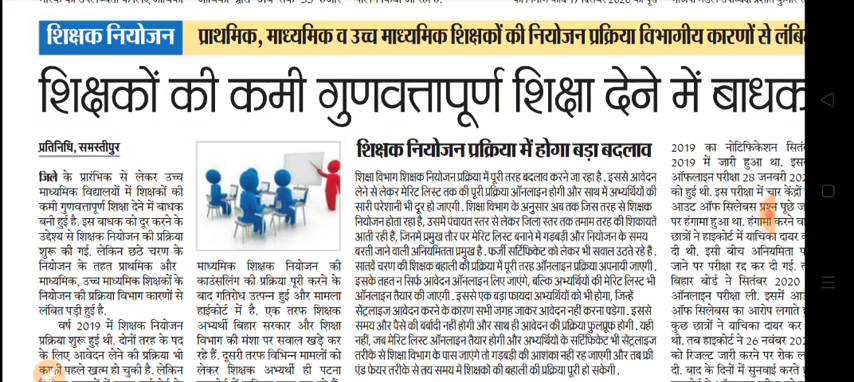 शिक्षक नियोजन
प्राथमिक, माध्यमिक व उच्च माध्यमिक शिक्षकों की नियोजन प्रक्रिया विभागीय कारणों से लंबि
शिक्षकों की कमी गुणवत्तापूर्ण शिक्षा देने में बाधक
प्रतिनिधि, समस्तीपुर
जिले के प्रारंभिक से लेकर उच्च
माध्यमिक विद्यालयों में शिक्षकों की
कमी गुणवत्तापूर्ण शिक्षा देने में बाधक
बनी हुई है. इस बाधक को दूर करने के
उद्देश्य से शिक्षक नियोजन की प्रक्रिया
शुरू की गई. लेकिन छठे चरण के
नियोजन के तहत प्राथमिक और
माध्यमिक, उच्च माध्यमिक शिक्षकों के
नियोजन की प्रक्रिया विभाग कारणों से
लंबित पड़ी हुई है.
वर्ष 2019 में शिक्षक नियोजन
प्रक्रिया शुरू हुई थी. दोनों तरह के पद
के लिए आवेदन लेने की प्रक्रिया भी
काफी पहले खत्म हो चुकी है. लेकिन
माध्यमिक शिक्षक नियोजन की
काउंसलिंग की प्रक्रिया पूरी करने के
बाद गतिरोध उत्पन्न हुई और मामला
हाईकोर्ट में है. एक तरफ शिक्षक
अभ्यर्थी बिहार सरकार और शिक्षा
विभाग की मंशा पर सवाल खड़े कर
रहे हैं. दूसरी तरफ विभिन्न मामलों को
लेकर शिक्षक अभ्यर्थी ही पटना
शिक्षक नियोजन प्रक्रिया में होगा बड़ा बदलाव
शिक्षा विभाग शिक्षक नियोजन प्रक्रिया में पूरी तरह बदलाव करने जा रहा है. इससे आवेदन
लेने से लेकर मेरिट लिस्ट तक की पूरी प्रक्रिया ऑनलाइन होगी और साथ में अभ्यर्थियों की
सारी परेशानी भी दूर हो जाएगी. शिक्षा विभाग के अनुसार अब तक जिस तरह से शिक्षक
नियोजन होता रहा है, उसमें पंचायत स्तर से लेकर जिला स्तर तक तमाम तरह की शिकायतें
आती रही है, जिनमे प्रमुख तौर पर मेरिट लिस्ट बनाने में गड़बड़ी और नियोजन के समय
बरती जाने वाली अनियमितता प्रमुख है. फर्जी सर्टिफिकेट को लेकर भी सवाल उठते रहे हैं.
सातवें चरण की शिक्षक बहाली की प्रक्रिया में पूरी तरह ऑनलाइन प्रक्रिया अपनायी जाएगी.
इसके तहत न सिर्फ आवेदन ऑनलाइन लिए जाएंगे, बल्कि अभ्यर्थियों की मेरिट लिस्ट भी
ऑनलाइन तैयार की जाएगी. इससे एक बड़ा फायदा अभ्यर्थियों को भी होगा, जिन्हें
सेंट्रलाइज आवेदन करने के कारण सभी जगह जाकर आवेदन नहीं करना पड़ेगा. इससे
समय और पैसे की बर्बादी नहीं होगी और साथ ही आवेदन की प्रक्रिया फुलप्रूफ होगी. यही
नहीं, जब मेरिट लिस्ट ऑनलाइन तैयार होगी और अभ्यर्थियों के सर्टिफिकेट भी सेंट्रलाइज
तरीके से शिक्षा विभाग के पास जाएंगे तो गड़बड़ी की आशंका नहीं रह जाएगी और तब फ्री
एंड फेयर तरीके से तय समय में शिक्षकों की बहाली की प्रक्रिया पूरी हो सकेगी.
2019 का नोटिफिकेशन सितं
2019 में जारी हुआ था. इस
ऑफलाइन परीक्षा 28 जनवरी 202
को हुई थी. इस परीक्षा में चार केंद्रों
आउट ऑफ सिलेबस प्रश्न पूछे ज
पर हंगामा हुआ था. हंगामा करने वा
छात्रों ने हाइकोर्ट में याचिका दायर क
दी थी. इसी बीच अनियमिता प
जाने पर परीक्षा रद्द कर दी गई. त
बिहार बोर्ड ने सितंबर 2020
ऑनलाइन परीक्षा ली. इसमें आउ
ऑफ सिलेबस का आरोप लगाते ह
कुछ छात्रों ने याचिका दायर कर
थी. तब हाइकोर्ट ने 26 नवंबर 202
को रिजल्ट जारी करने पर रोक ल
दी. बाद के दिनों में सुनवाई करते हु